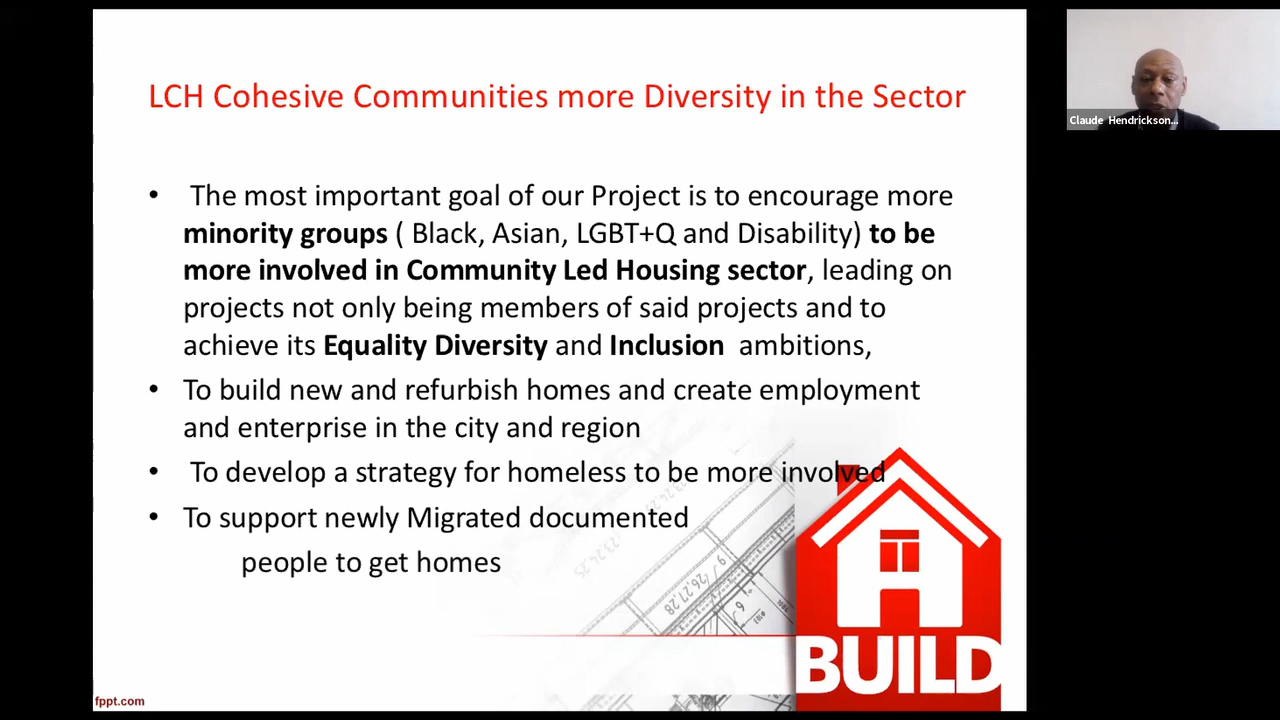 LCH Cohesive Communities more Diversity in the Sector
• The most important goal of our Project is to encourage more
minority groups ( Black, Asian, LGBT+Q and Disability) to be
more involved in Community Led Housing sector, leading on
projects not only being members of said projects and to
achieve its Equality Diversity and Inclusion ambitions,
• To build new and refurbish homes and create employment
and enterprise in the city and region
• To develop a strategy for homeless to be more involved
• To support newly Migrated documented
people to get homes
26,27,28
BUILD
fppt.com
Claude Hendrickson...